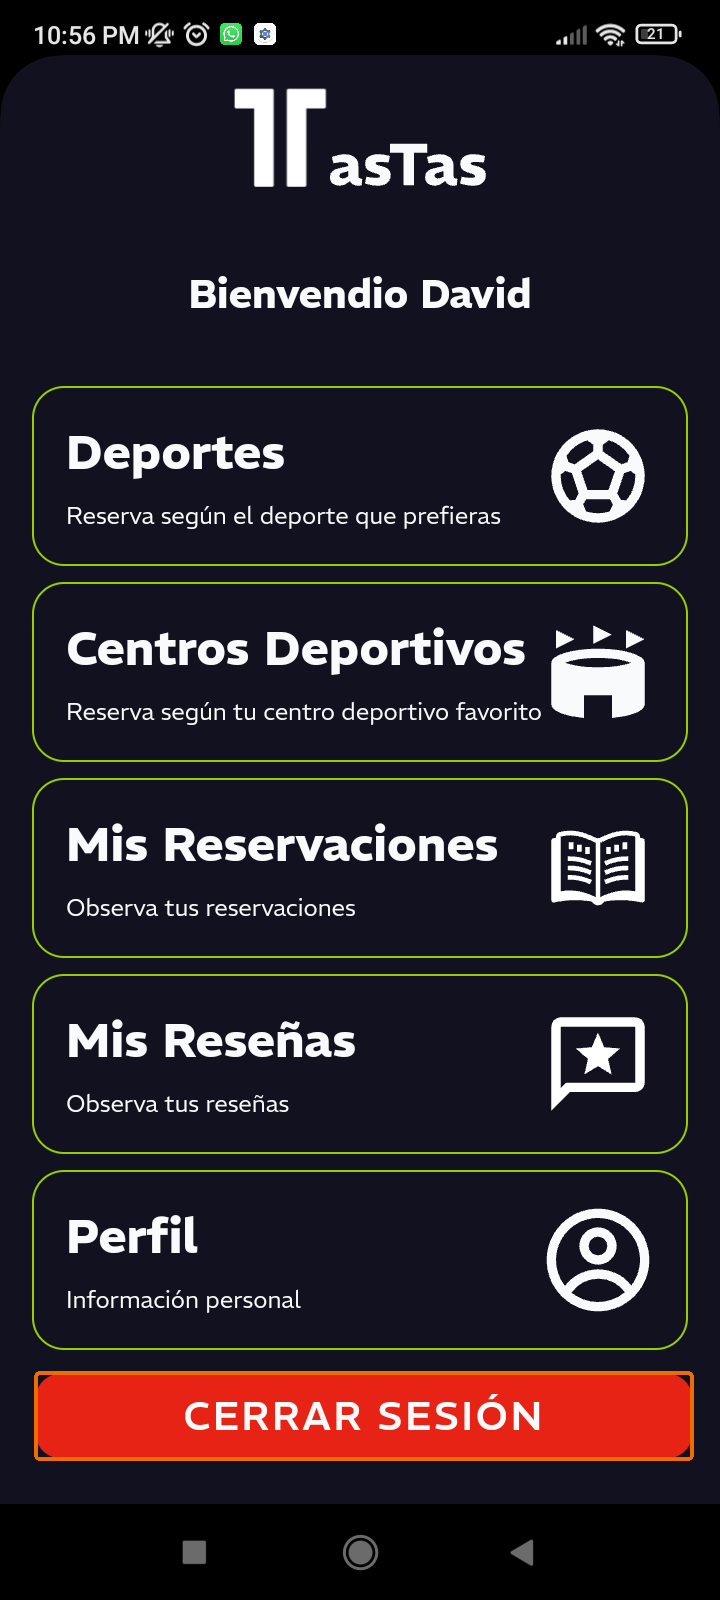 10:56 PM
21
TasTas
Bienvendio David
Deportes
Reserva según el deporte que prefieras
Centros Deportivos
Reserva según tu centro deportivo favorito
Mis Reservaciones
Observa tus reservaciones
Mis Reseñas
Observa tus reseñas
Perfil
Información personal
CERRAR SESIÓN